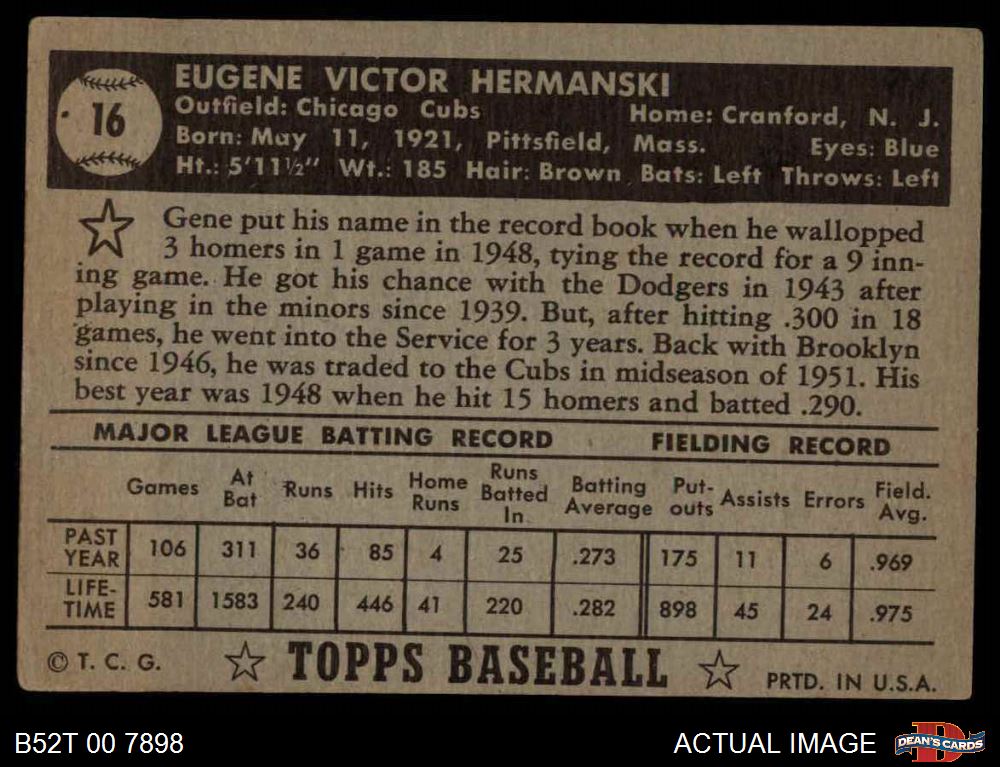 16
EUGENE VICTOR HERMANSKI
Outfield: Chicago Cubs Home: Cranford, N. J.
Born: May 11, 1921, Pittsfield, Mass. Eyes: Blue
Ht.: 5'11½" Wt.: 185 Hair: Brown Bats: Left Throws: Left
Gene put his name in the record book when he wallopped
3 homers in 1 game in 1948, tying the record for a 9 inn-
ing game. He got his chance with the Dodgers in 1943 after
playing in the minors since 1939. But, after hitting .300 in 18
games, he went into the Service for 3 years. Back with Brooklyn
since 1946, he was traded to the Cubs in midseason of 1951. His
best year was 1948 when he hit 15 homers and batted .290.
MAJOR LEAGUE BATTING RECORD FIELDING RECORD
Games At Bat Runs Hits Home Runs Runs Batted In Batting Average Put-outs Assists Errors Field. Avg.
PAST YEAR 106 311 36 85 4 25 .273 175 11 6 .969
LIFE-TIME 581 1583 240 446 41 220 .282 898 45 24 .975
© T. C. G. TOPPS BASEBALL PRTD. IN U.S.A.
B52T 00 7898 ACTUAL IMAGE D DEAN'S CARDS